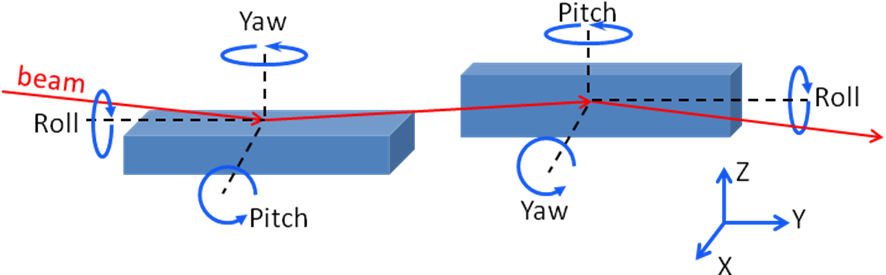 Yaw
Pitch
beam
Roll
Roll
Pitch
Yaw
Z
Y
X